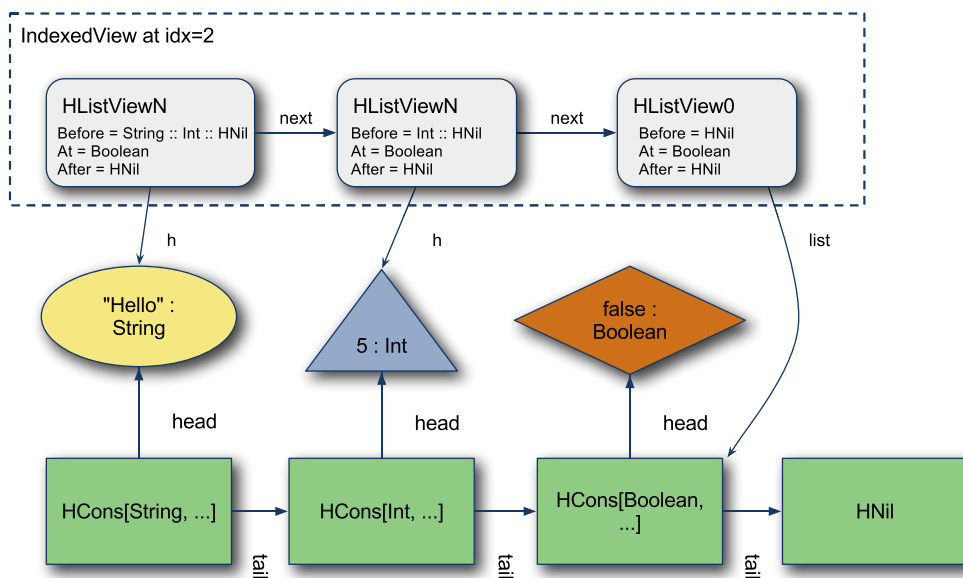 IndexedView at idx=2
HListViewN
Before = String :: Int :: HNil
At = Boolean
After = HNil
next
HListViewN
Before = Int :: HNil
At = Boolean
After = HNil
next
HListView0
Before = HNil
At = Boolean
After = HNil
h
h
list
"Hello" :
String
5 : Int
false :
Boolean
head
head
head
HCons[String, ...]
tail
HCons[Int, ...]
tail
HCons[Boolean,
...]
tail
HNil